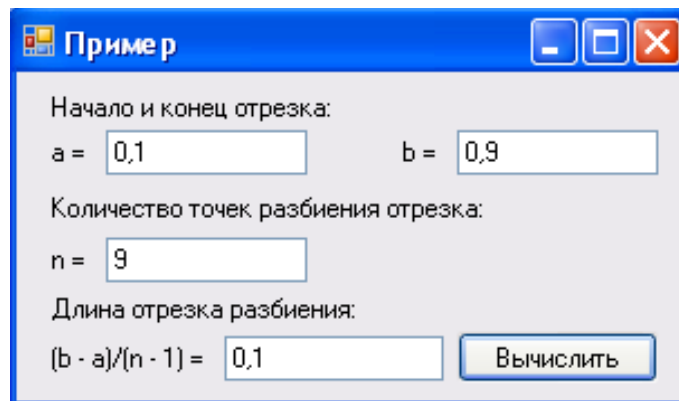 Пример
Начало и конец отрезка:
a = 0,1 b = 0,9
Количество точек разбиения отрезка:
n = 9
Длина отрезка разбиения:
(b - a)/(n - 1) = 0,1 Вычислить